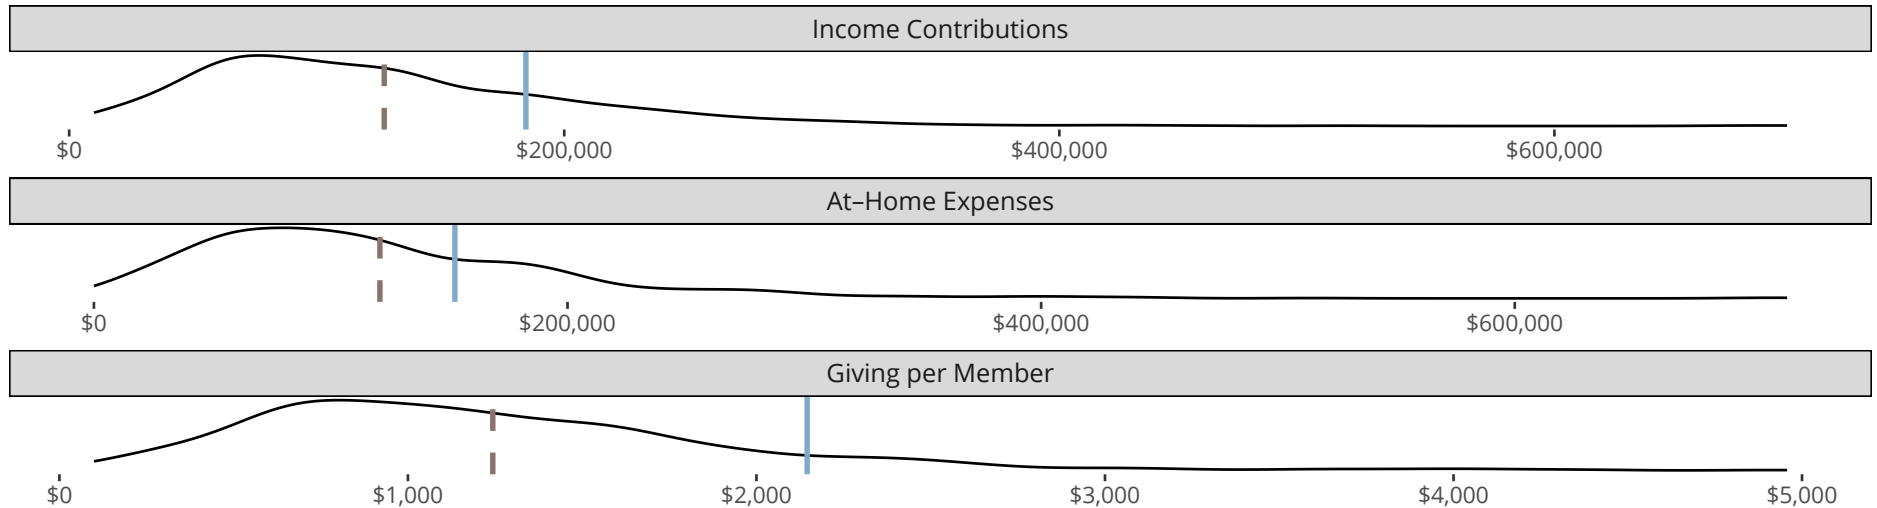 Income Contributions
$0 $200,000 $400,000 $600,000
At–Home Expenses
$0 $200,000 $400,000 $600,000
Giving per Member
$0 $1,000 $2,000 $3,000 $4,000 $5,000